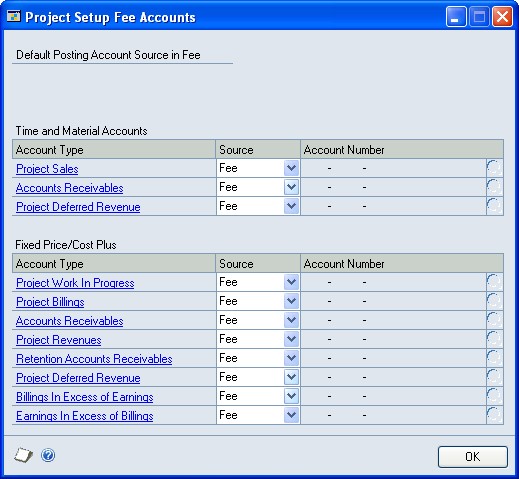 Project Setup Fee Accounts
Default Posting Account Source in Fee
Time and Material Accounts
Account Type Source Account Number
Project Sales Fee - -
Accounts Receivables Fee - -
Project Deferred Revenue Fee - -
Fixed Price/Cost Plus
Account Type Source Account Number
Project Work In Progress Fee - -
Project Billings Fee - -
Accounts Receivables Fee - -
Project Revenues Fee - -
Retention Accounts Receivables Fee - -
Project Deferred Revenue Fee - -
Billings In Excess of Earnings Fee - -
Earnings In Excess of Billings Fee - -
OK